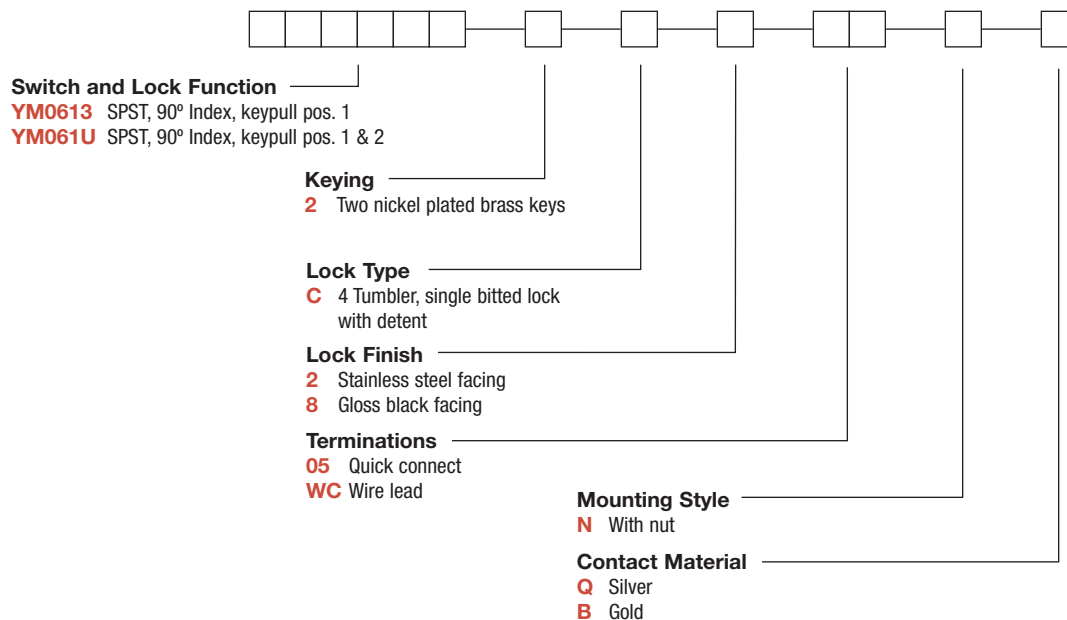 Switch and Lock Function
YM0613 SPST, 90º Index, keypull pos. 1
YM061U SPST, 90º Index, keypull pos. 1 & 2
Keying
2 Two nickel plated brass keys
Lock Type
C 4 Tumbler, single bitted lock
with detent
Lock Finish
2 Stainless steel facing
8 Gloss black facing
Terminations
05 Quick connect
WC Wire lead
Mounting Style
N With nut
Contact Material
Q Silver
B Gold